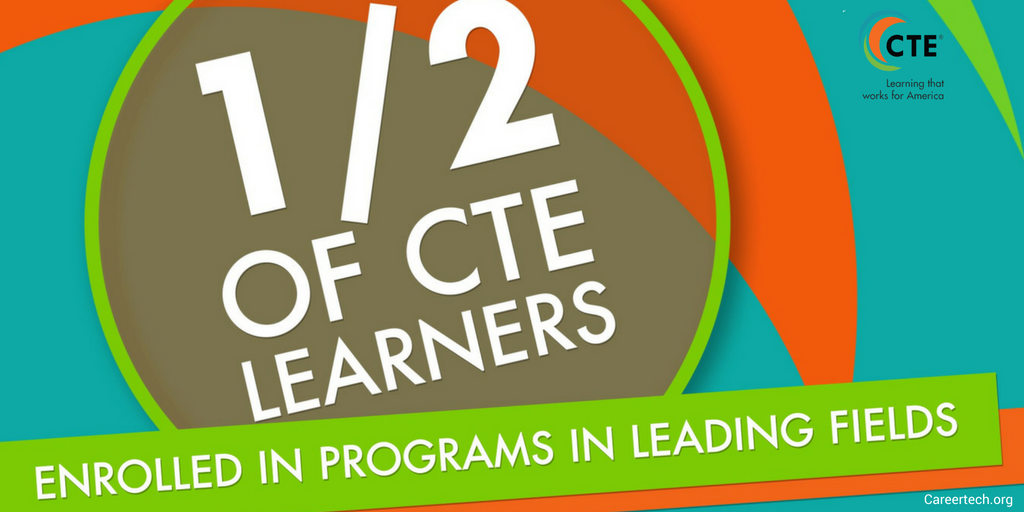 1/2
OF CTE
LEARNERS
ENROLLED IN PROGRAMS IN LEADING FIELDS
CTE®
Learning that
works for America
Careertech.org